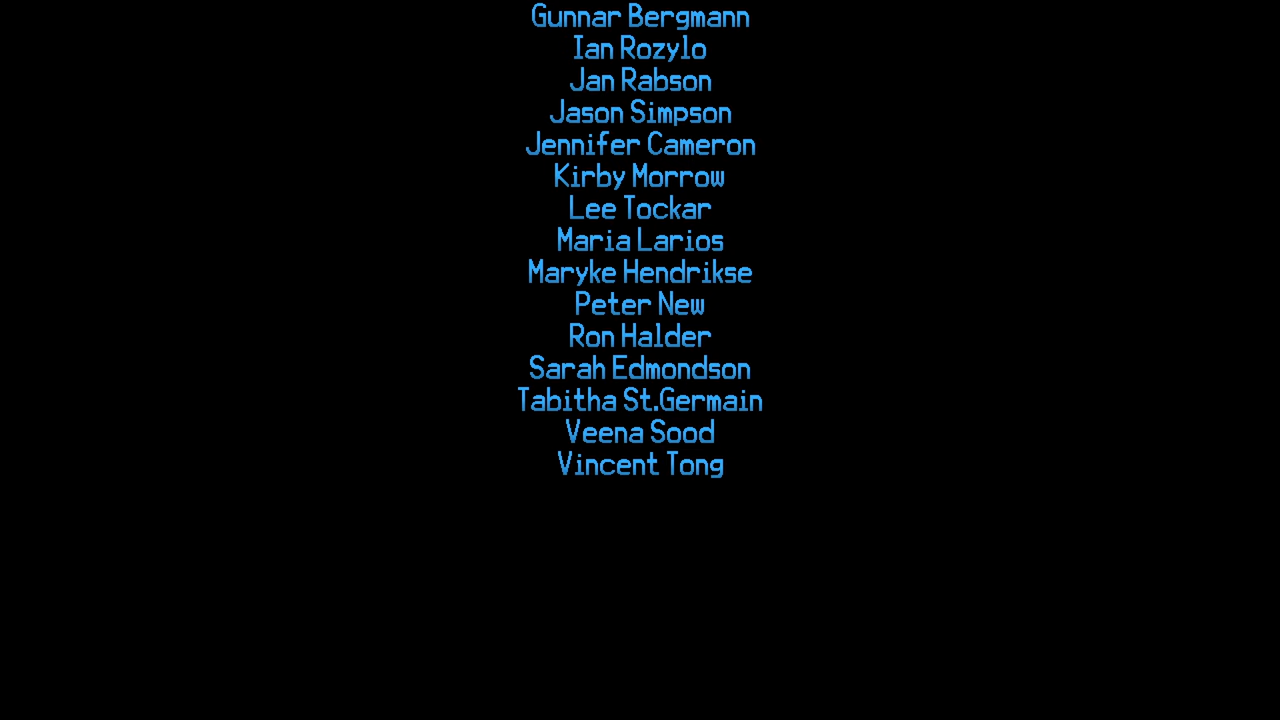 Gunnar Bergmann
Ian Rozylo
Jan Rabson
Jason Simpson
Jennifer Cameron
Kirby Morrow
Lee Tockar
Maria Larios
Maryke Hendrikse
Peter New
Ron Halder
Sarah Edmondson
Tabitha St.Germain
Veena Sood
Vincent Tong